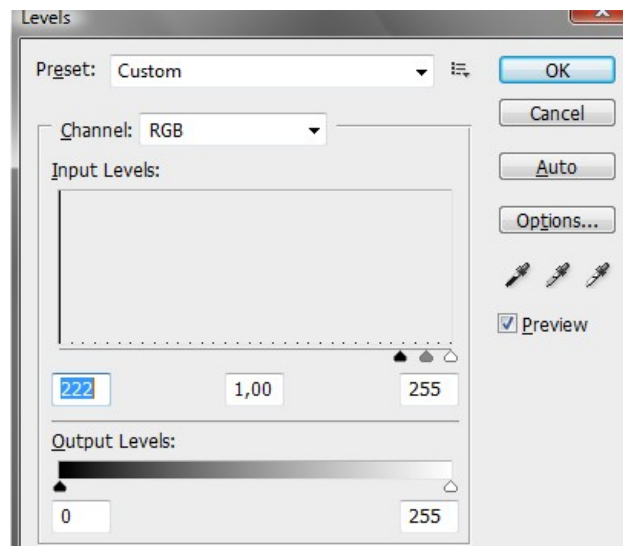 Levels
Preset: Custom
OK
Cancel
Channel: RGB
Auto
Input Levels:
Options...
Preview
222 1,00 255
Output Levels:
0 255